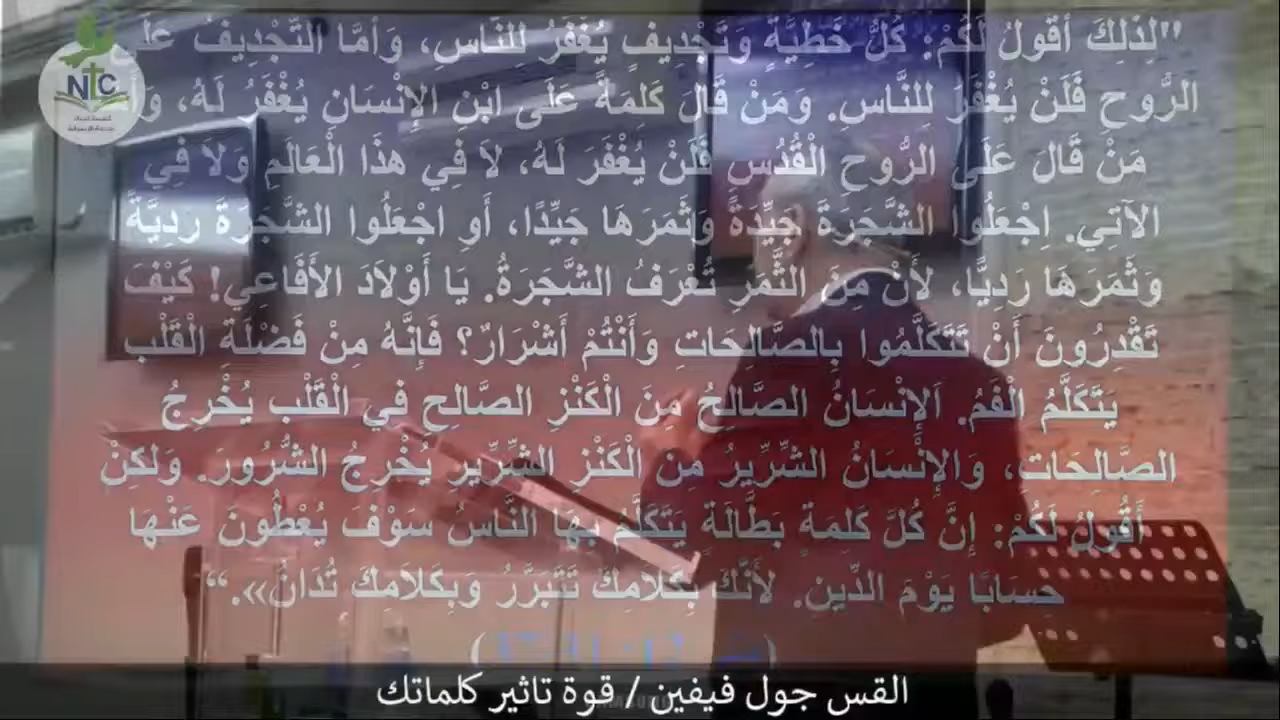 NTC
"لِذلِكَ أَقُولُ لَكُمْ: كُلُّ خَطِيَّةٍ وَتَجْدِيفٍ يُغْفَرُ لِلنَّاسِ، وَأَمَّا التَّجْدِيفُ عَلَى
الرُّوحِ فَلَنْ يُغْفَرَ لِلنَّاسِ. وَمَنْ قَالَ كَلِمَةً عَلَى ابْنِ الإِنْسَانِ يُغْفَرُ لَهُ، وَأَمَّا
مَنْ قَالَ عَلَى الرُّوحِ الْقُدُسِ فَلَنْ يُغْفَرَ لَهُ، لاَ فِي هذَا الْعَالَمِ وَلاَ فِي
الآتِي. اِجْعَلُوا الشَّجَرَةَ جَيِّدَةً وَثَمَرَهَا جَيِّدًا، أَوِ اجْعَلُوا الشَّجَرَةَ رَدِيَّةً
وَثَمَرَهَا رَدِيًّا، لأَنْ مِنَ الثَّمَرِ تُعْرَفُ الشَّجَرَةُ. يَا أَوْلاَدَ الأَفَاعِي! كَيْفَ
تَقْدِرُونَ أَنْ تَتَكَلَّمُوا بِالصَّالِحَاتِ وَأَنْتُمْ أَشْرَارٌ؟ فَإِنَّهُ مِنْ فَضْلَةِ الْقَلْب
يَتَكَلَّمُ الْفَمُ. اَلإِنْسَانُ الصَّالِحُ مِنَ الْكَنْزِ الصَّالِحِ فِي الْقَلْب يُخْرِجُ
الصَّالِحَاتِ، وَالإِنْسَانُ الشِّرِّيرُ مِنَ الْكَنْزِ الشِّرِّيرِ يُخْرِجُ الشُّرُورَ. وَلكِنْ
أَقُولُ لَكُمْ: إِنَّ كُلَّ كَلِمَةٍ بَطَّالَةٍ يَتَكَلَّمُ بِهَا النَّاسُ سَوْفَ يُعْطُونَ عَنْهَا
حِسَابًا يَوْمَ الدِّينِ. لأَنَّكَ بِكَلاَمِكَ تَتَبَرَّرُ وَبِكَلاَمِكَ تُدَانُ»."
القس جول فيفين / قوة تاثير كلماتك